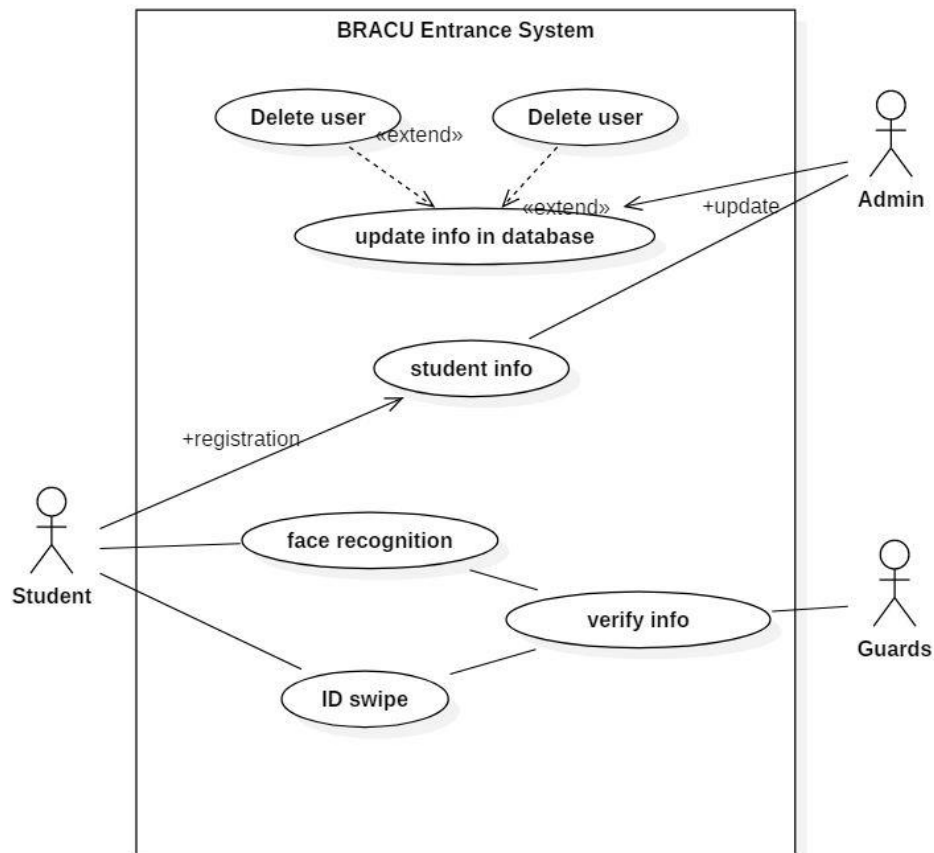 BRACU Entrance System
Delete user
Delete user
«extend»
«extend»
+update
Admin
update info in database
student info
+registration
face recognition
Student
verify info
Guards
ID swipe